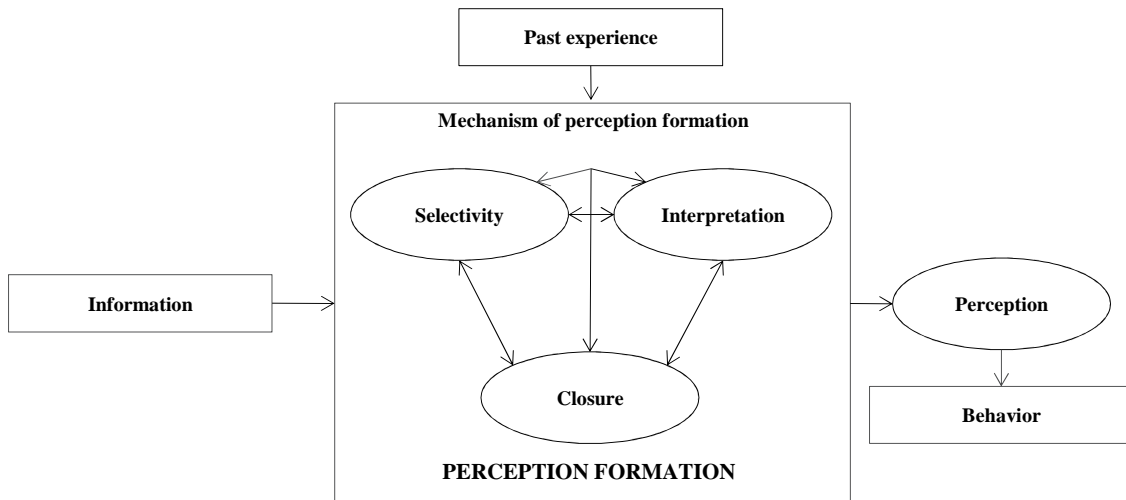 Past experience
Mechanism of perception formation
Selectivity
Interpretation
Information
Perception
Closure
Behavior
PERCEPTION FORMATION